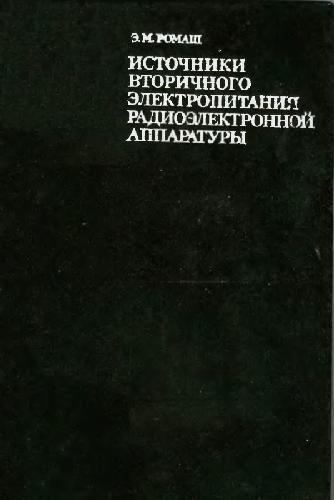 Э.М.РОМАШ
ИСТОЧНИКИ
ВТОРИЧНОГО
ЭЛЕКТРОПИТАНИЯ
РАДИОЭЛЕКТРОННОЙ
АППАРАТУРЫ